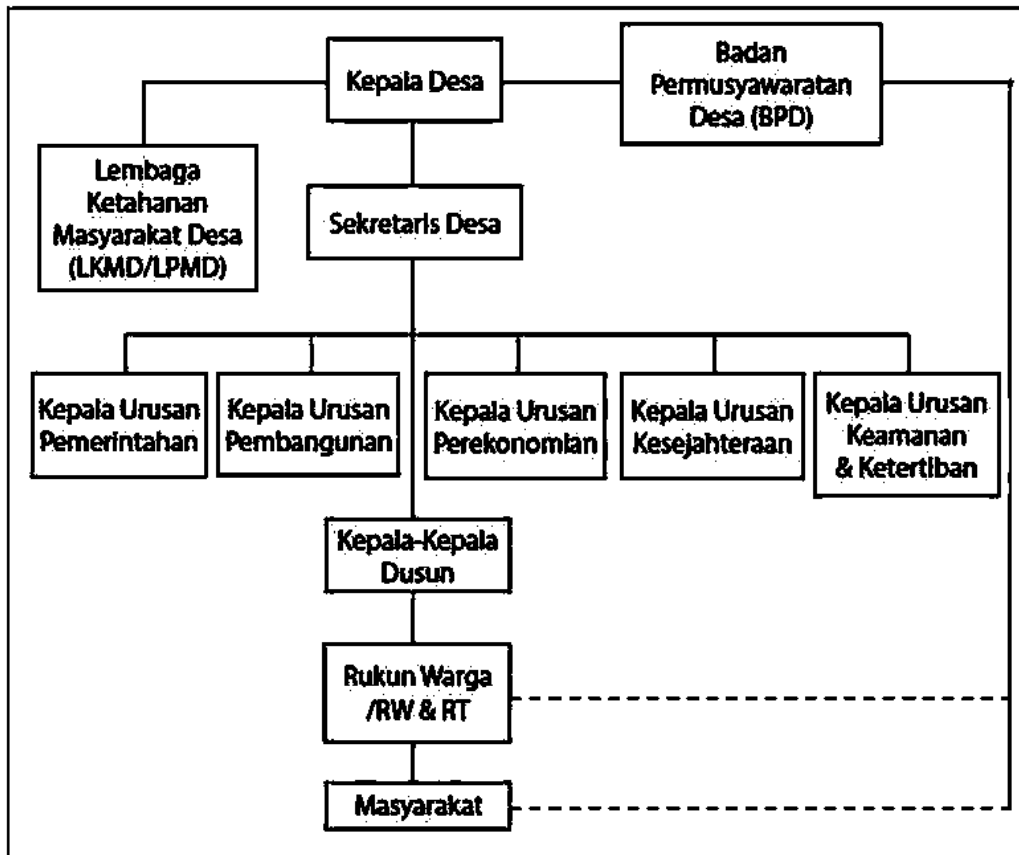 Kepala Desa
Badan
Permusyawaratan
Desa (BPD)
Lembaga
Ketahanan
Masyarakat Desa
(LKMD/LPMD)
Sekretaris Desa
Kepala Urusan
Pemerintahan
Kepala Urusan
Pembangunan
Kepala Urusan
Perekonomian
Kepala Urusan
Kesejahteraan
Kepala Urusan
Keamanan
& Ketertiban
Kepala-Kepala
Dusun
Rukun Warga
/RW & RT
Masyarakat